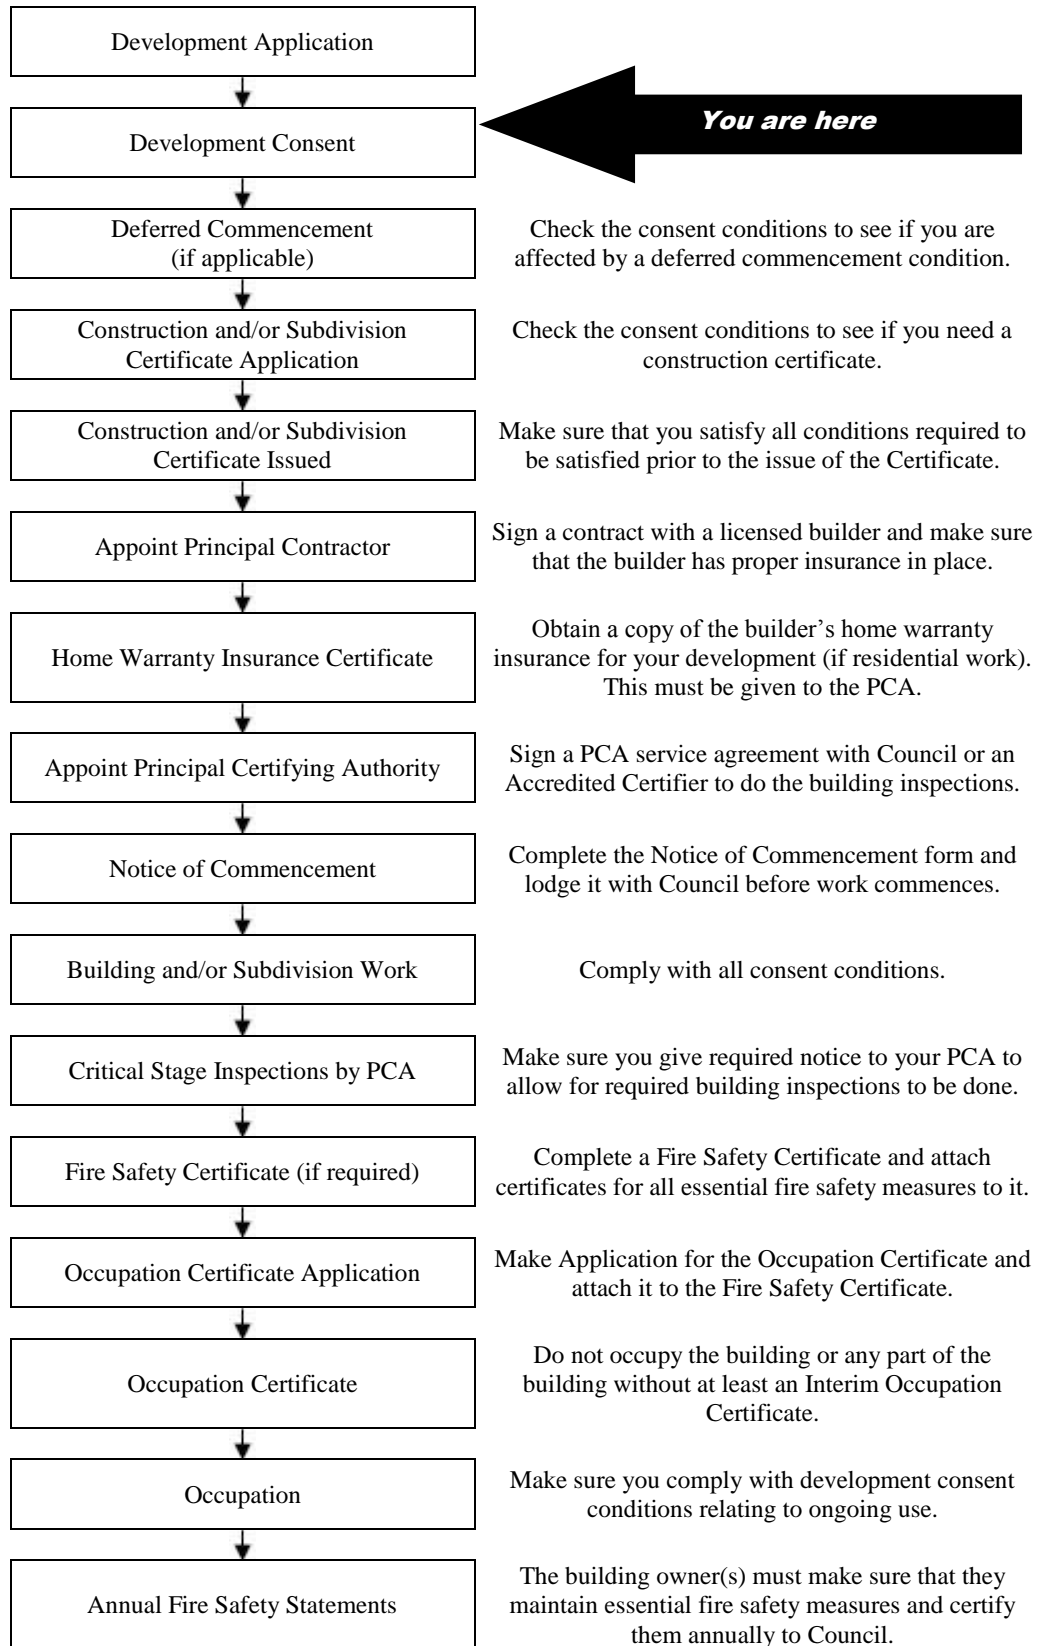 Development Application
Development Consent
You are here
Deferred Commencement
(if applicable)
Check the consent conditions to see if you are
affected by a deferred commencement condition.
Construction and/or Subdivision
Certificate Application
Check the consent conditions to see if you need a
construction certificate.
Construction and/or Subdivision
Certificate Issued
Make sure that you satisfy all conditions required to
be satisfied prior to the issue of the Certificate.
Appoint Principal Contractor
Sign a contract with a licensed builder and make sure
that the builder has proper insurance in place.
Home Warranty Insurance Certificate
Obtain a copy of the builder’s home warranty
insurance for your development (if residential work).
This must be given to the PCA.
Appoint Principal Certifying Authority
Sign a PCA service agreement with Council or an
Accredited Certifier to do the building inspections.
Notice of Commencement
Complete the Notice of Commencement form and
lodge it with Council before work commences.
Building and/or Subdivision Work
Comply with all consent conditions.
Critical Stage Inspections by PCA
Make sure you give required notice to your PCA to
allow for required building inspections to be done.
Fire Safety Certificate (if required)
Complete a Fire Safety Certificate and attach
certificates for all essential fire safety measures to it.
Occupation Certificate Application
Make Application for the Occupation Certificate and
attach it to the Fire Safety Certificate.
Occupation Certificate
Do not occupy the building or any part of the
building without at least an Interim Occupation
Certificate.
Occupation
Make sure you comply with development consent
conditions relating to ongoing use.
Annual Fire Safety Statements
The building owner(s) must make sure that they
maintain essential fire safety measures and certify
them annually to Council.